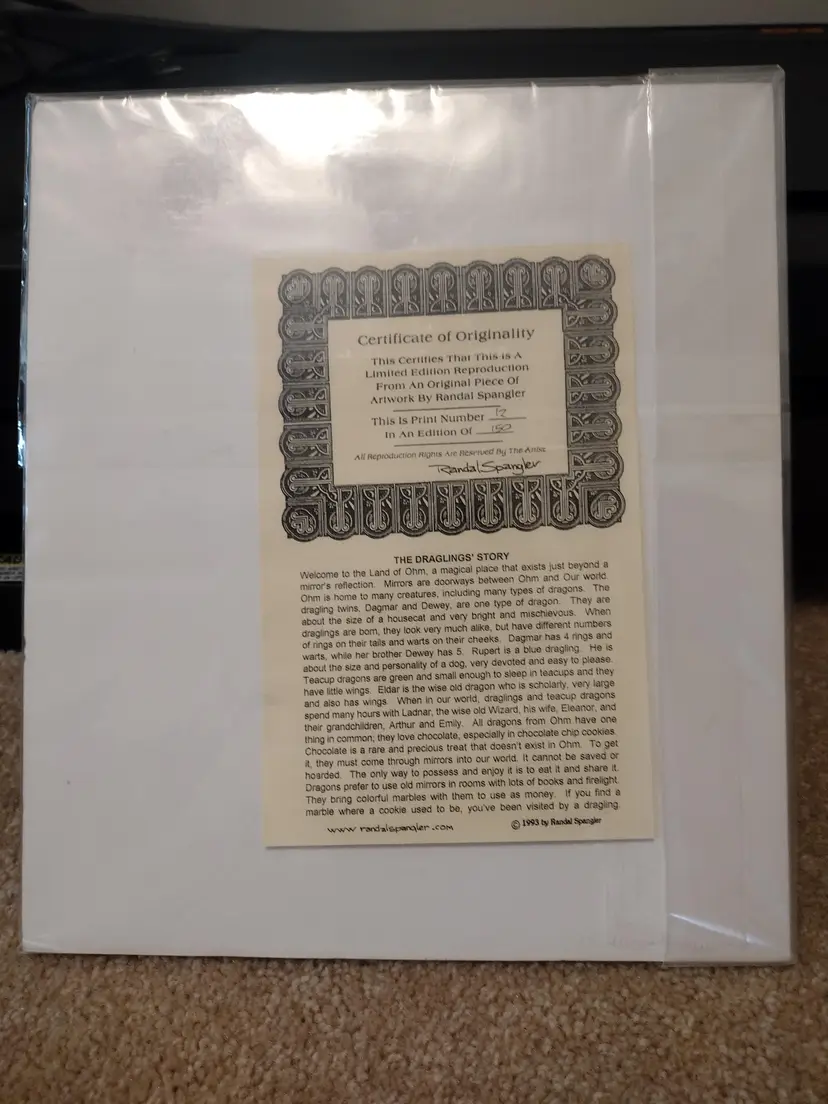 Certificate of Originality
This Certifies That This is A
Limited Edition Reproduction
From An Original Piece Of
Artwork By Randal Spangler
This Is Print Number 12
In An Edition Of 150
All Reproduction Rights Are Reserved By The Artist
Randal Spangler
THE DRAGLINGS' STORY
Welcome to the Land of Ohm, a magical place that exists just beyond a
mirror's reflection. Mirrors are doorways between Ohm and Our world.
Ohm is home to many creatures, including many types of dragons. The
dragling twins, Dagmar and Dewey, are one type of dragon. They are
about the size of a housecat and very bright and mischievous. When
draglings are born, they look very much alike, but have different numbers
of rings on their tails and warts on their cheeks. Dagmar has 4 rings and
warts, while her brother Dewey has 5. Rupert is a blue dragling. He is
about the size and personality of a dog, very devoted and easy to please.
Teacup dragons are green and small enough to sleep in teacups and they
have little wings. Eldar is the wise old dragon who is scholarly, very large
and also has wings. When in our world, draglings and teacup dragons
spend many hours with Ladnar, the wise old Wizard, his wife, Eleanor, and
their grandchildren, Arthur and Emily. All dragons from Ohm have one
thing in common; they love chocolate, especially in chocolate chip cookies.
Chocolate is a rare and precious treat that doesn't exist in Ohm. To get
it, they must come through mirrors into our world. It cannot be saved or
hoarded. The only way to possess and enjoy it is to eat it and share it.
Dragons prefer to use old mirrors in rooms with lots of books and firelight.
They bring colorful marbles with them to use as money. If you find a
marble where a cookie used to be, you've been visited by a dragling.
www.randalspangler.com © 1993 by Randal Spangler